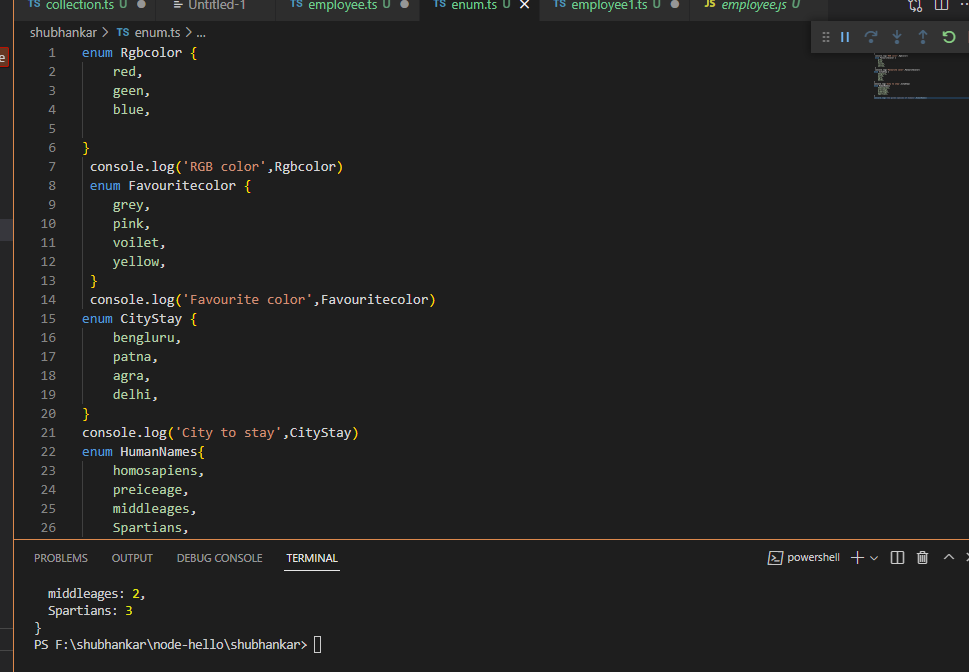 TS collection.ts U Untitled-1 TS employee.ts U TS enum.ts U TS employee1.ts U JS employee.js U
shubhankar > TS enum.ts > ...
e
1 enum Rgbcolor {
2 red,
3 geen,
4 blue,
5
6 }
7 console.log('RGB color',Rgbcolor)
8 enum Favouritecolor {
9 grey,
10 pink,
11 voilet,
12 yellow,
13 }
14 console.log('Favourite color',Favouritecolor)
15 enum CityStay {
16 bengluru,
17 patna,
18 agra,
19 delhi,
20 }
21 console.log('City to stay',CityStay)
22 enum HumanNames{
23 homosapiens,
24 preiceage,
25 middleages,
26 Spartians,
PROBLEMS OUTPUT DEBUG CONSOLE TERMINAL powershell
middleages: 2,
Spartians: 3
}
PS F:\shubhankar\node-hello\shubhankar>